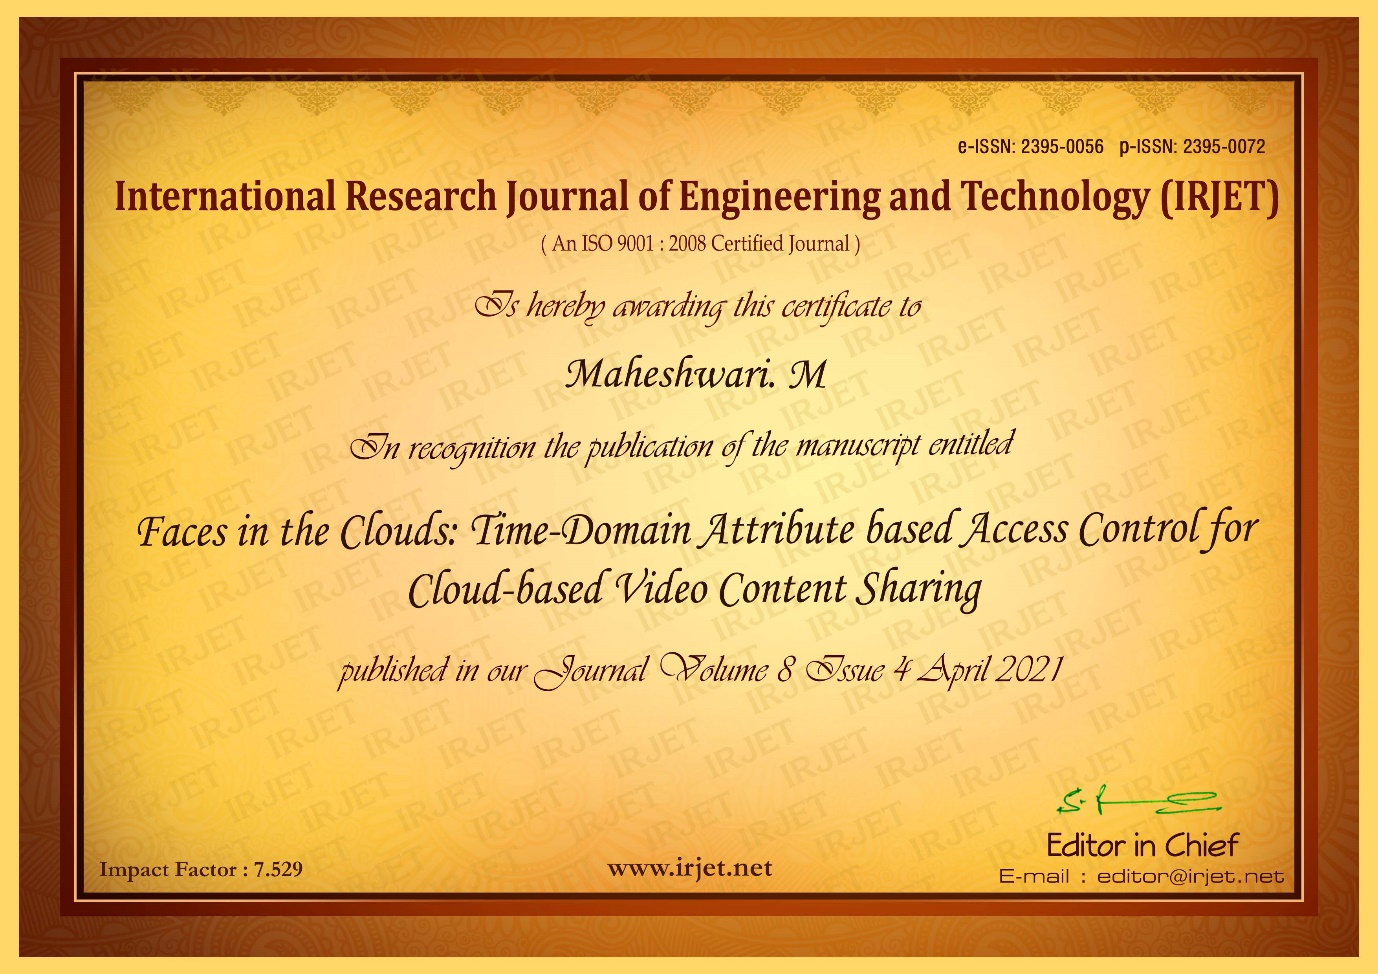 e-ISSN: 2395-0056 p-ISSN: 2395-0072
International Research Journal of Engineering and Technology (IRJET)
( An ISO 9001 : 2008 Certified Journal )
Is hereby awarding this certificate to
Maheshwari. M
In recognition the publication of the manuscript entitled
Faces in the Clouds: Time-Domain Attribute based Access Control for
Cloud-based Video Content Sharing
published in our Journal Volume 8 Issue 4 April 2021
Editor in Chief
Impact Factor : 7.529
www.irjet.net
E-mail : editor@irjet.net